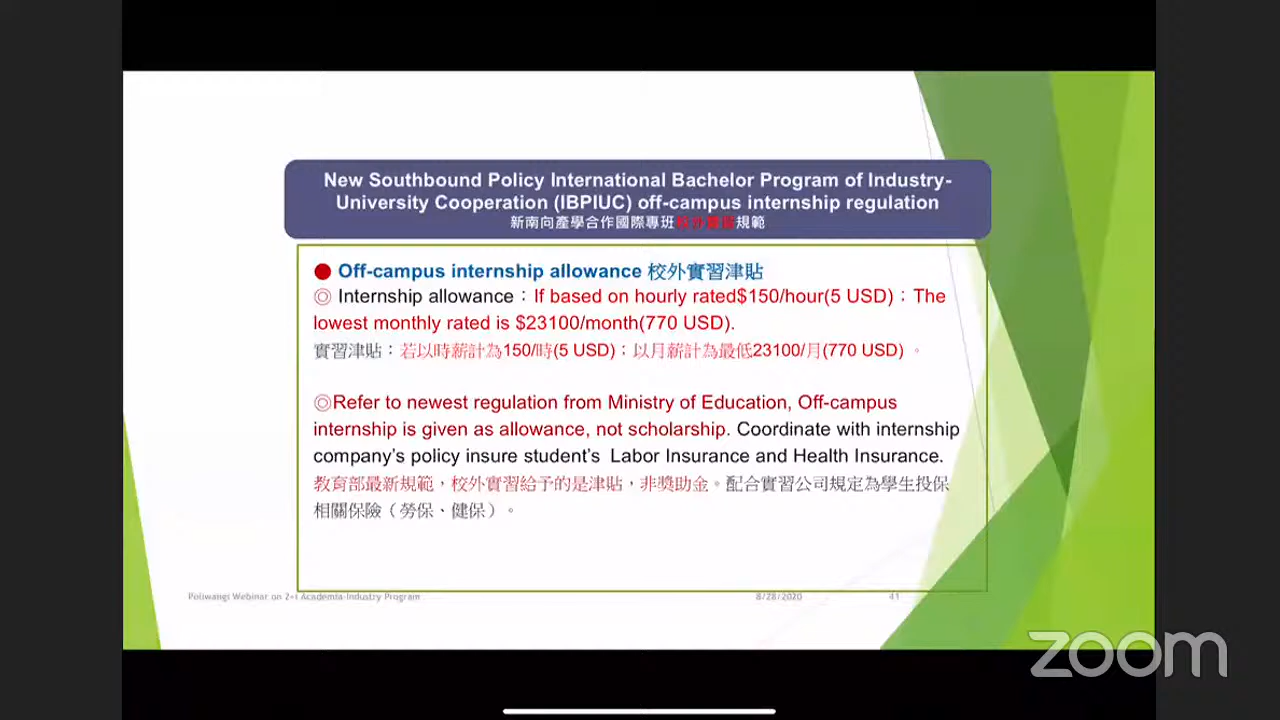 New Southbound Policy International Bachelor Program of Industry-
University Cooperation (IBPIUC) off-campus internship regulation
新南向產學合作國際專班規範
● Off-campus internship allowance 校外實習津貼
◎ Internship allowance：If based on hourly rated$150/hour(5 USD)：The
lowest monthly rated is $23100/month(770 USD).
實習津貼：若以時薪計為150/時(5 USD)；以月薪計為最低23100/月(770 USD) 。
◎Refer to newest regulation from Ministry of Education, Off-campus
internship is given as allowance, not scholarship. Coordinate with internship
company's policy insure student's Labor Insurance and Health Insurance.
教育部最新規範，校外實習給予的是津貼，非獎助金。配合實習公司規定為學生投保
相關保險（勞保、健保）。
Poliwangi Webinar on 2+i Academia-Industry Program 8/28/2020 41
zoom